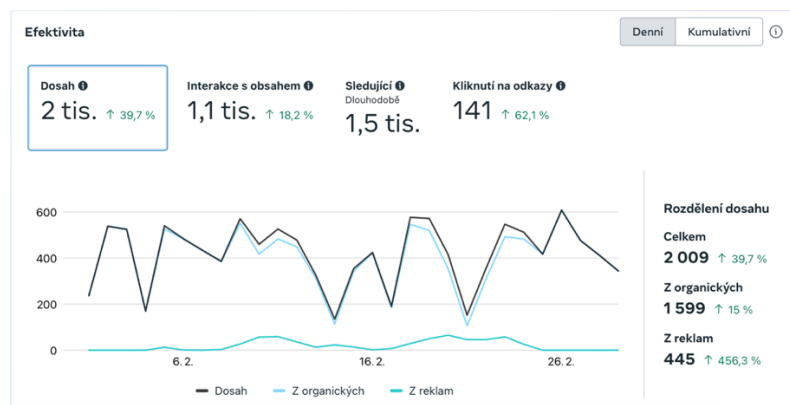 Efektivita
Denní Kumulativní
Dosah Interakce s obsahem Sledující Kliknutí na odkazy
Dlouhodobě
2 tis. ↑ 39,7 % 1,1 tis. ↑ 18,2 % 1,5 tis. 141 ↑ 62,1 %
600
400
200
0
6. 2. 16. 2. 26. 2.
Dosah Z organických Z reklam
Rozdělení dosahu
Celkem
2 009 ↑ 39,7 %
Z organických
1 599 ↑ 15 %
Z reklam
445 ↑ 456,3 %